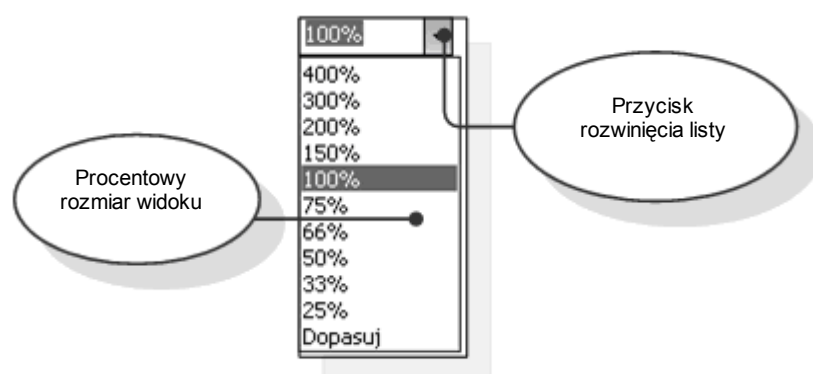 100%
400%
300%
200%
150%
100%
75%
66%
50%
33%
25%
Dopasuj
Procentowy
rozmiar widoku
Przycisk
rozwinięcia listy